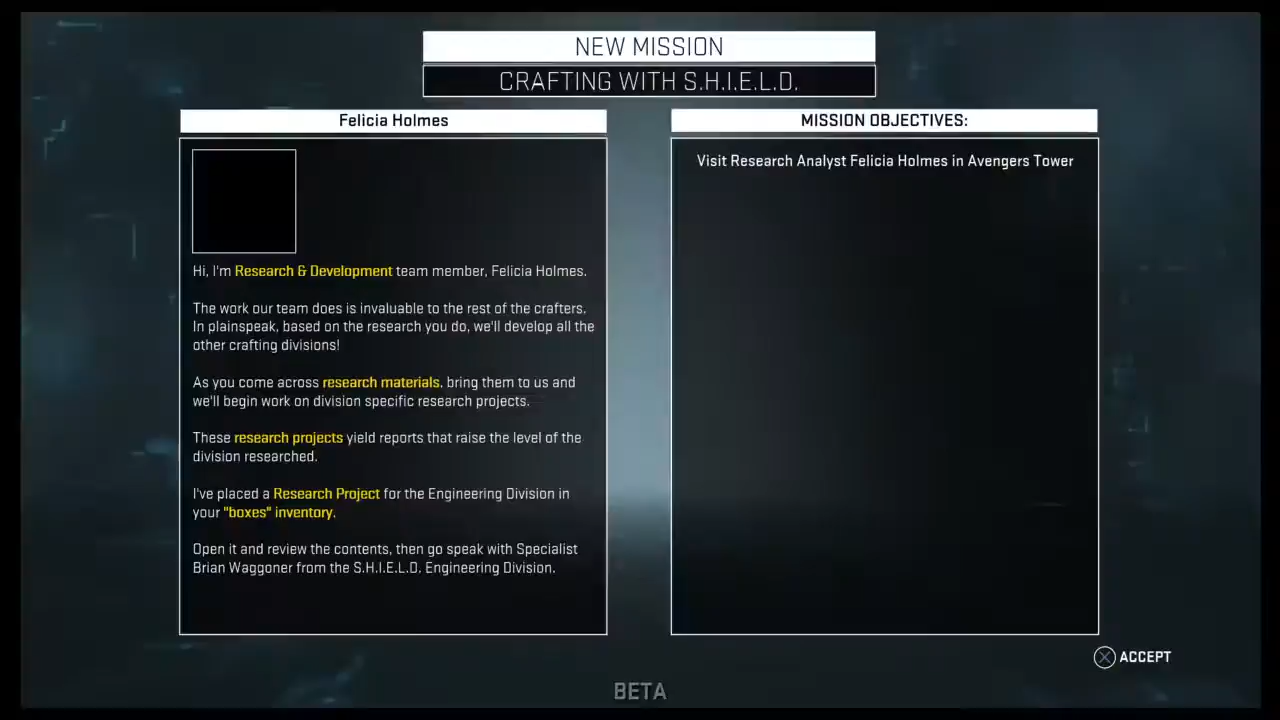 NEW MISSION
CRAFTING WITH S.H.I.E.L.D.
Felicia Holmes
Hi, I'm Research & Development team member, Felicia Holmes.
The work our team does is invaluable to the rest of the crafters.
In plainspeak, based on the research you do, we'll develop all the
other crafting divisions!
As you come across research materials, bring them to us and
we'll begin work on division specific research projects.
These research projects yield reports that raise the level of the
division researched.
I've placed a Research Project for the Engineering Division in
your "boxes" inventory.
Open it and review the contents, then go speak with Specialist
Brian Waggoner from the S.H.I.E.L.D. Engineering Division.
MISSION OBJECTIVES:
Visit Research Analyst Felicia Holmes in Avengers Tower
ACCEPT
BETA